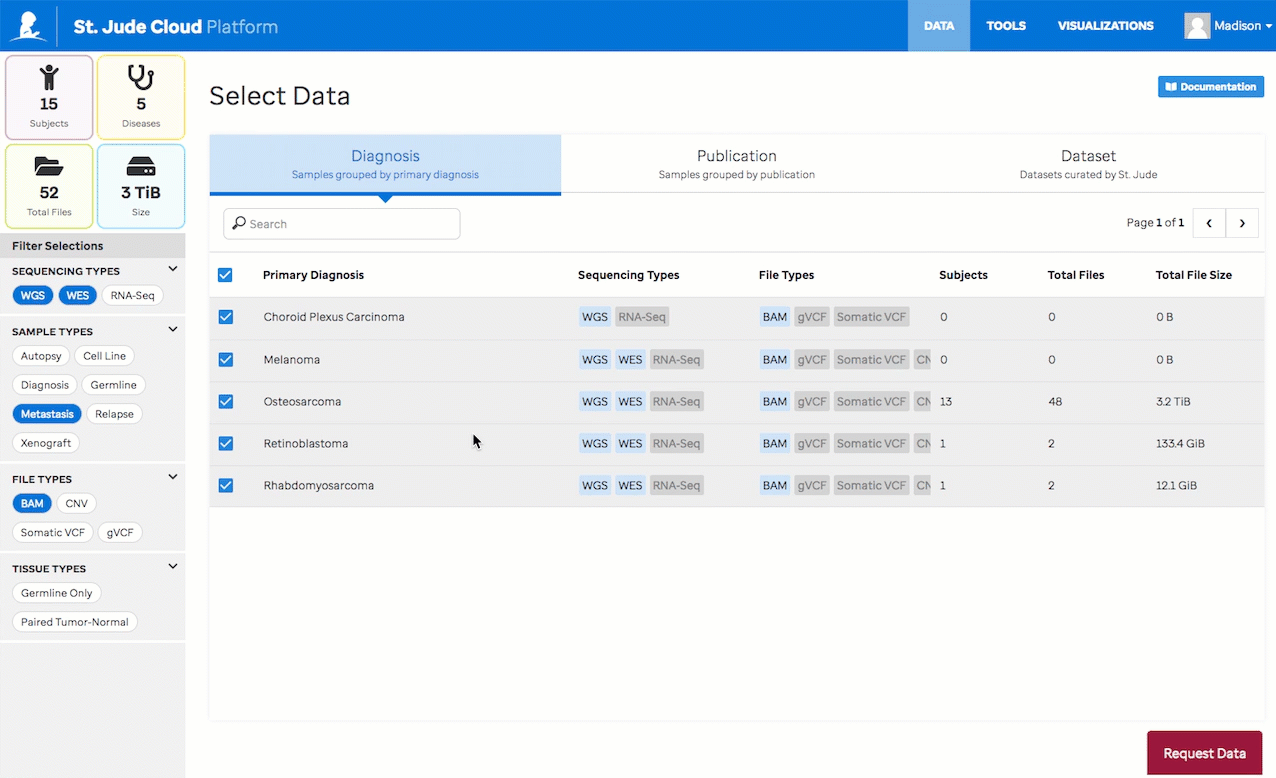 St. Jude Cloud Platform
DATA
TOOLS
VISUALIZATIONS
Madison
15
Subjects
5
Diseases
52
Total Files
3 TiB
Size
Filter Selections
SEQUENCING TYPES
WGS WES RNA-Seq
SAMPLE TYPES
Autopsy Cell Line
Diagnosis Germline
Metastasis Relapse
Xenograft
FILE TYPES
BAM CNV
Somatic VCF gVCF
TISSUE TYPES
Germline Only
Paired Tumor-Normal
Select Data
Documentation
Diagnosis
Samples grouped by primary diagnosis
Publication
Samples grouped by publication
Dataset
Datasets curated by St. Jude
Search
Page 1 of 1
Primary Diagnosis Sequencing Types File Types Subjects Total Files Total File Size
Choroid Plexus Carcinoma WGS RNA-Seq BAM gVCF Somatic VCF 0 0 0 B
Melanoma WGS WES RNA-Seq BAM gVCF Somatic VCF CN 0 0 0 B
Osteosarcoma WGS WES RNA-Seq BAM gVCF Somatic VCF CN 13 48 3.2 TiB
Retinoblastoma WGS WES RNA-Seq BAM gVCF Somatic VCF CN 1 2 133.4 GiB
Rhabdomyosarcoma WGS WES RNA-Seq BAM gVCF Somatic VCF CN 1 2 12.1 GiB
Request Data